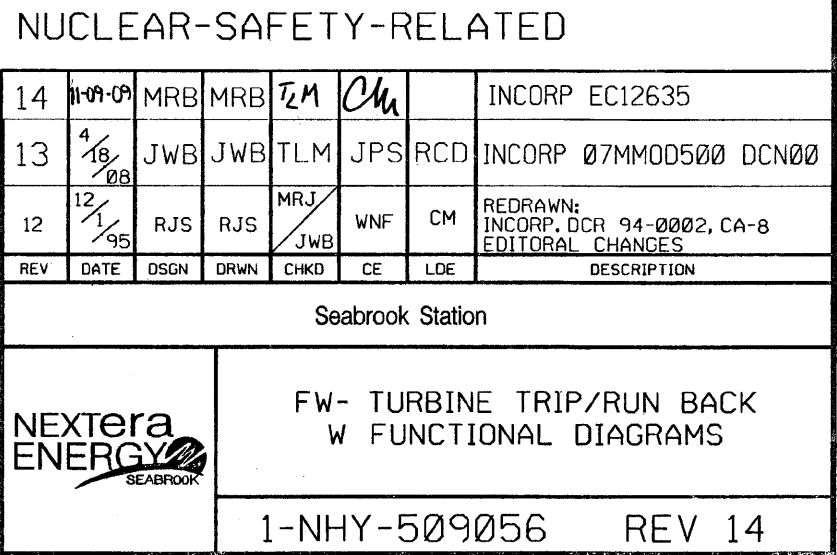 NUCLEAR-SAFETY-RELATED
14 11-09-09 MRB MRB TLM INCORP EC12635
13 4/18/08 JWB JWB TLM JPS RCD INCORP 07MMOD500 DCN00
12 12/1/95 RJS RJS MRJ/JWB WNF CM REDRAWN:
INCORP. DCR 94-0002, CA-8
EDITORAL CHANGES
REV DATE DSGN DRWN CHKD CE LDE DESCRIPTION
Seabrook Station
NEXTera
ENERGY
SEABROOK
FW- TURBINE TRIP/RUN BACK
W FUNCTIONAL DIAGRAMS
1-NHY-509056 REV 14